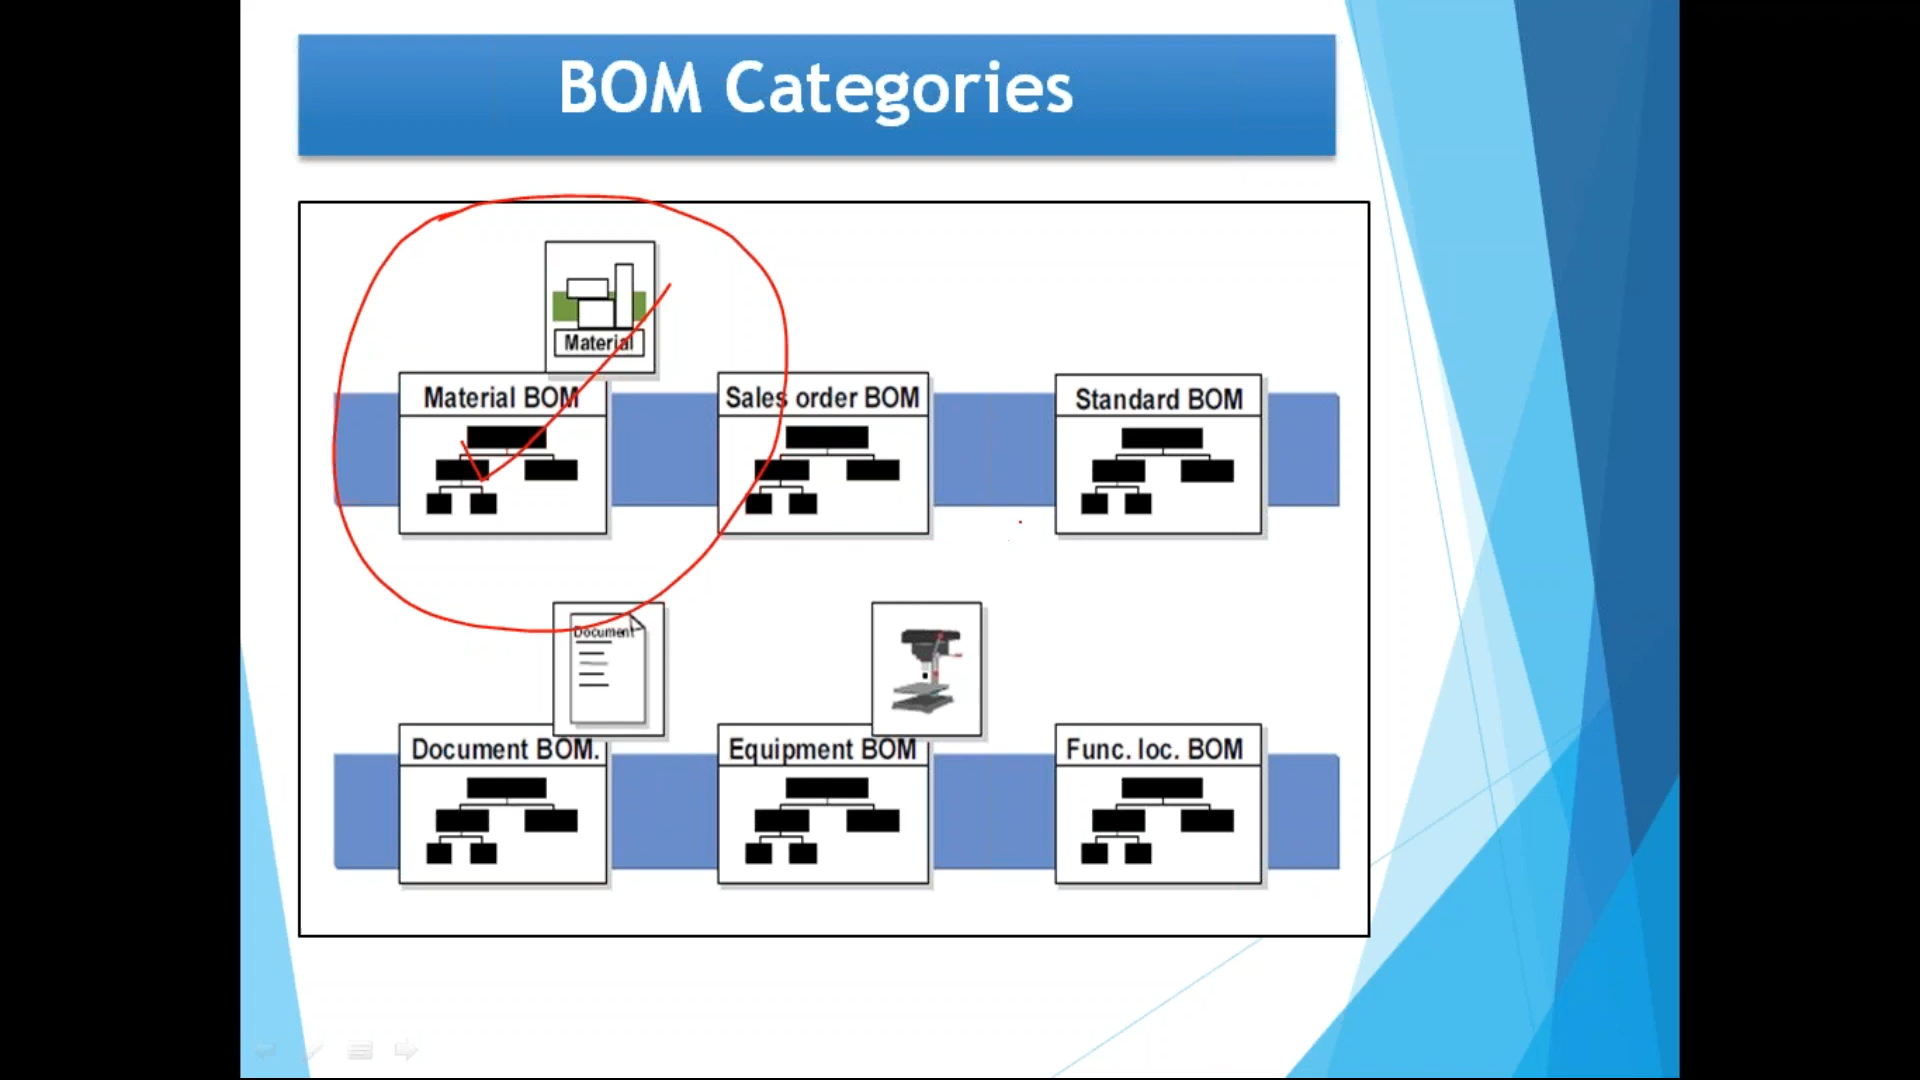 BOM Categories
Material
Material BOM
Sales order BOM
Standard BOM
Document
Document BOM.
Equipment BOM
Func. loc. BOM